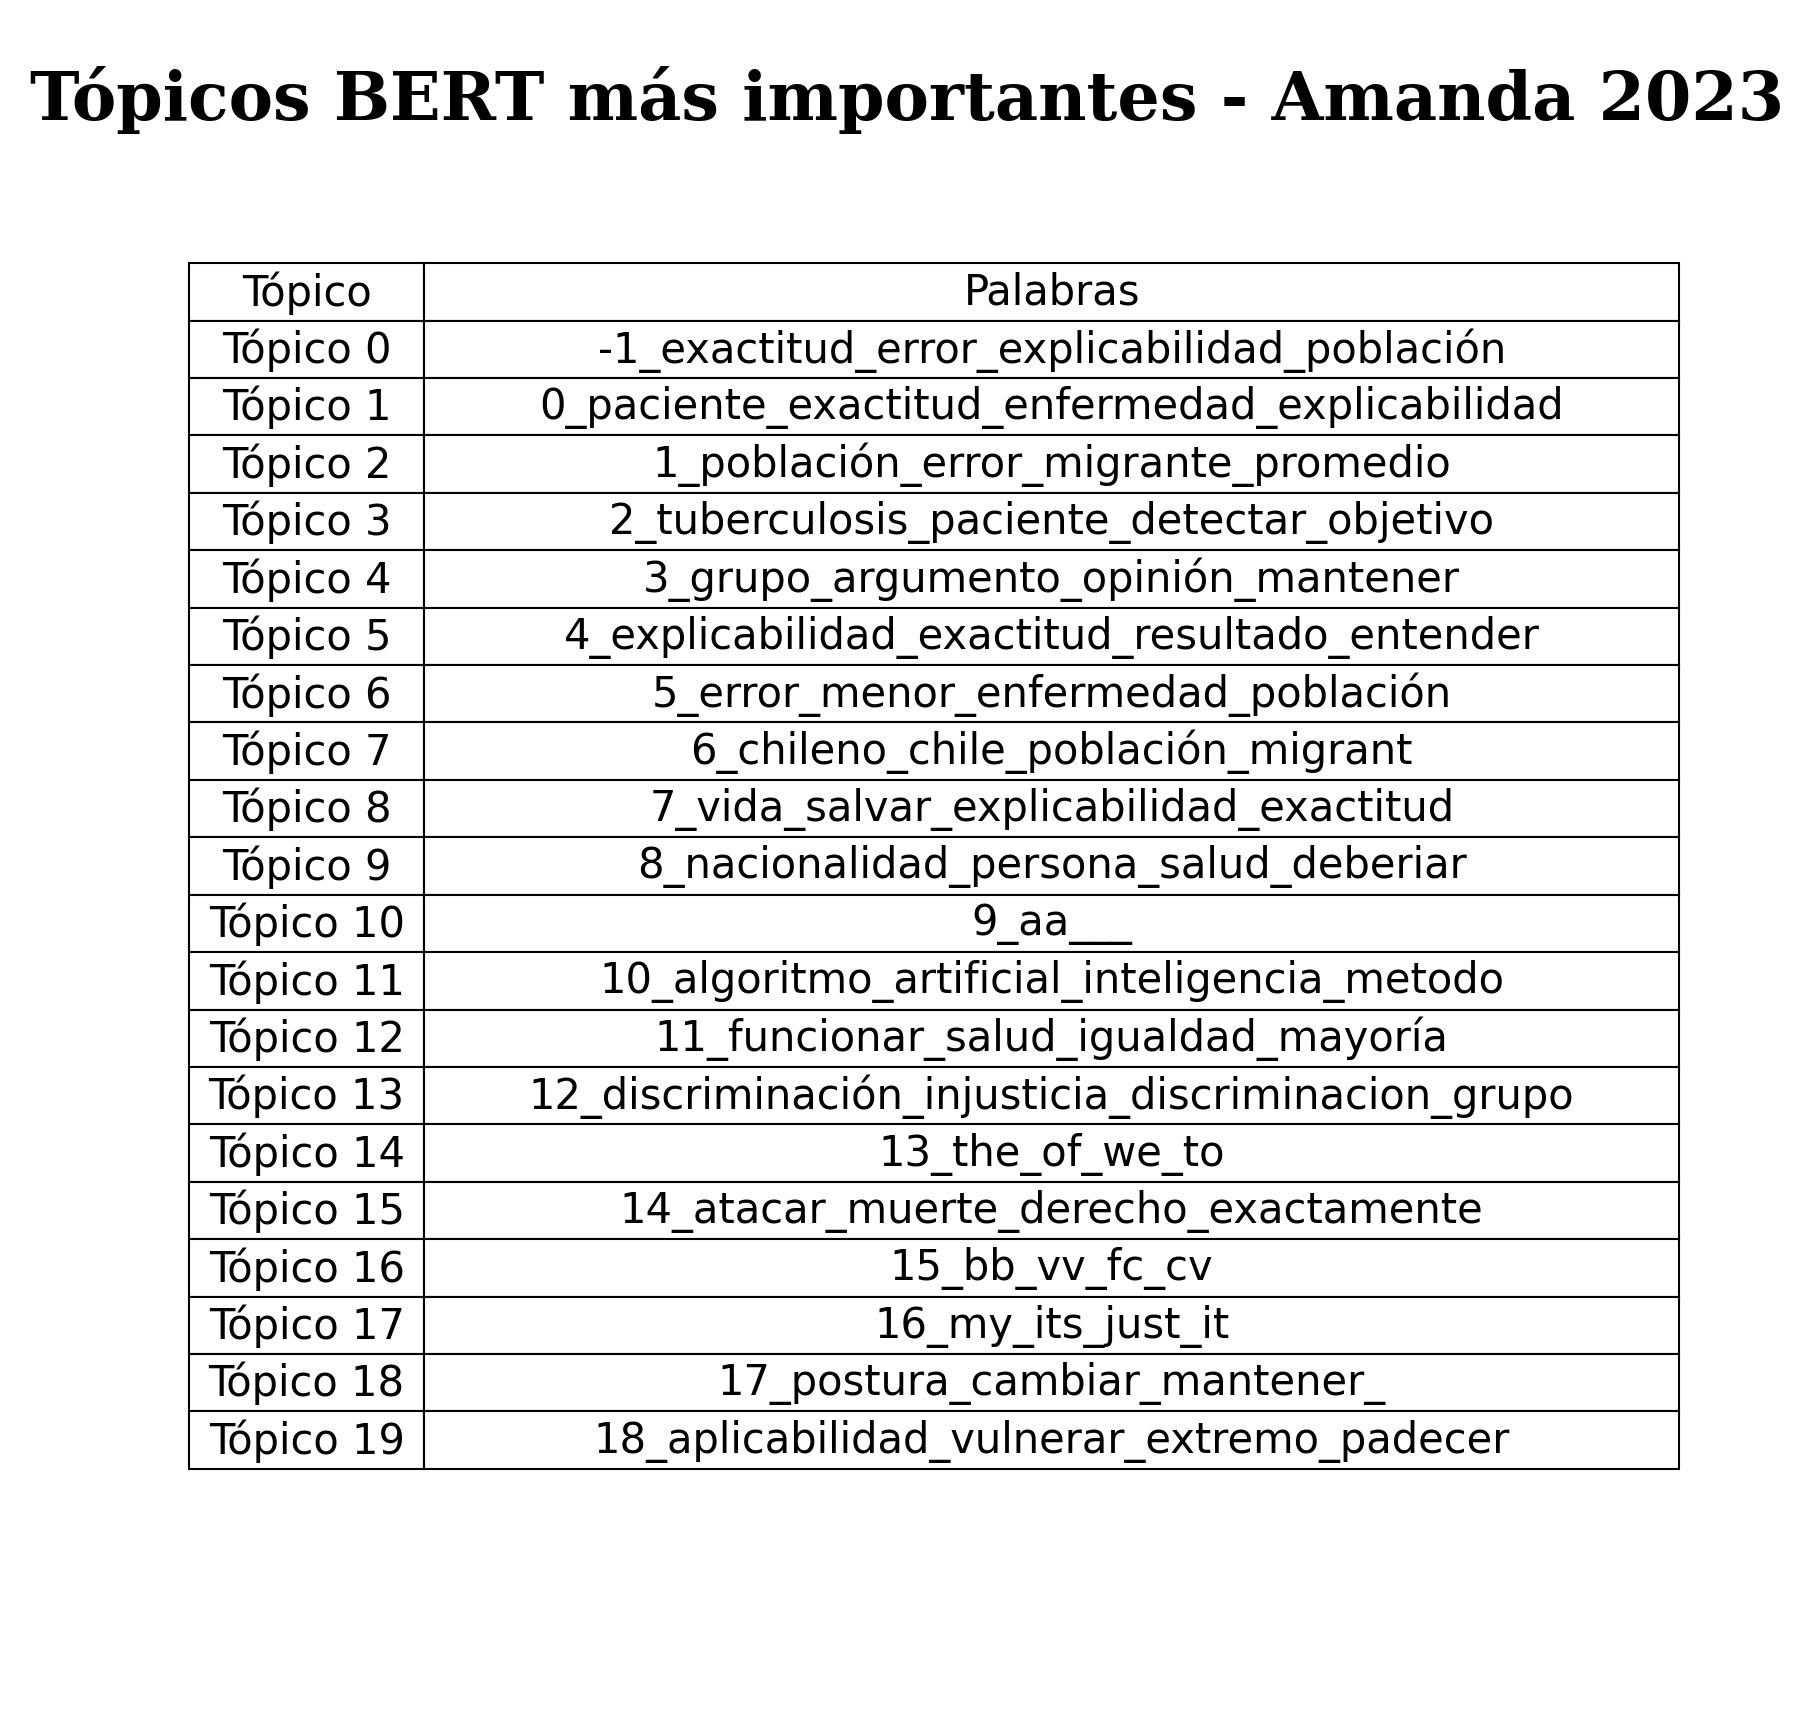 Tópicos BERT más importantes - Amanda 2023
Tópico Palabras
Tópico 0 -1_exactitud_error_explicabilidad_población
Tópico 1 0_paciente_exactitud_enfermedad_explicabilidad
Tópico 2 1_población_error_migrante_promedio
Tópico 3 2_tuberculosis_paciente_detectar_objetivo
Tópico 4 3_grupo_argumento_opinión_mantener
Tópico 5 4_explicabilidad_exactitud_resultado_entender
Tópico 6 5_error_menor_enfermedad_población
Tópico 7 6_chileno_chile_población_migrant
Tópico 8 7_vida_salvar_explicabilidad_exactitud
Tópico 9 8_nacionalidad_persona_salud_deberiar
Tópico 10 9_aa___
Tópico 11 10_algoritmo_artificial_inteligencia_metodo
Tópico 12 11_funcionar_salud_igualdad_mayoría
Tópico 13 12_discriminación_injusticia_discriminacion_grupo
Tópico 14 13_the_of_we_to
Tópico 15 14_atacar_muerte_derecho_exactamente
Tópico 16 15_bb_vv_fc_cv
Tópico 17 16_my_its_just_it
Tópico 18 17_postura_cambiar_mantener_
Tópico 19 18_aplicabilidad_vulnerar_extremo_padecer